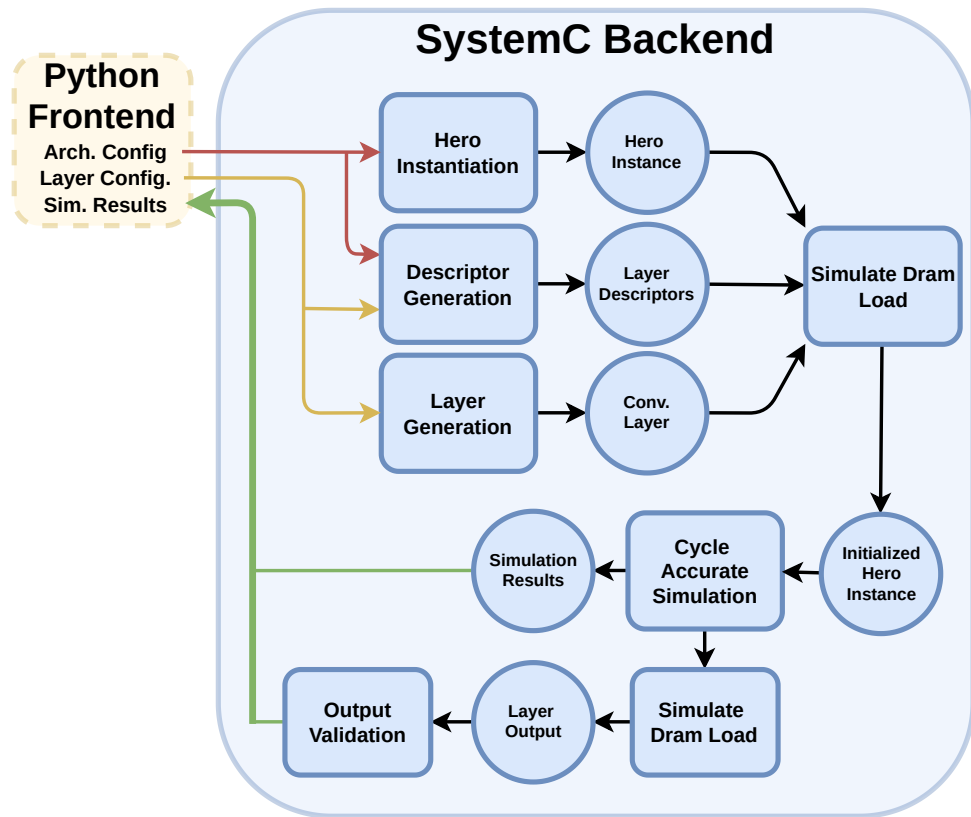 SystemC Backend
Python
Frontend
Arch. Config
Layer Config.
Sim. Results
Hero
Instantiation
Hero
Instance
Descriptor
Generation
Layer
Descriptors
Simulate Dram
Load
Layer
Generation
Conv.
Layer
Simulation
Results
Cycle
Accurate
Simulation
Initialized
Hero
Instance
Output
Validation
Layer
Output
Simulate
Dram Load